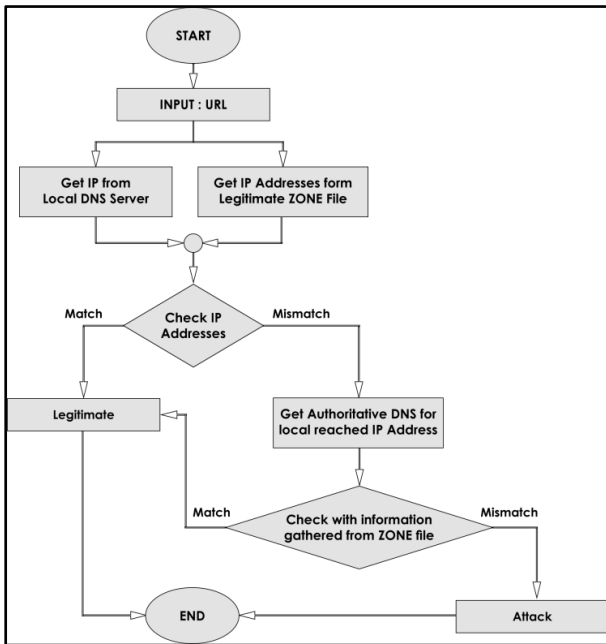 START
INPUT : URL
Get IP from
Local DNS Server
Get IP Addresses form
Legitimate ZONE File
Match
Check IP
Addresses
Mismatch
Legitimate
Get Authoritative DNS for
local reached IP Address
Match
Check with information
gathered from ZONE file
Mismatch
END
Attack